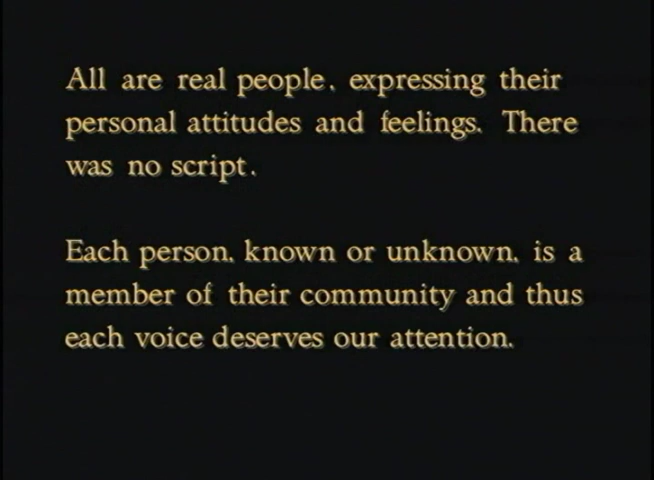 All are real people, expressing their
personal attitudes and feelings. There
was no script.
Each person, known or unknown, is a
member of their community and thus
each voice deserves our attention.